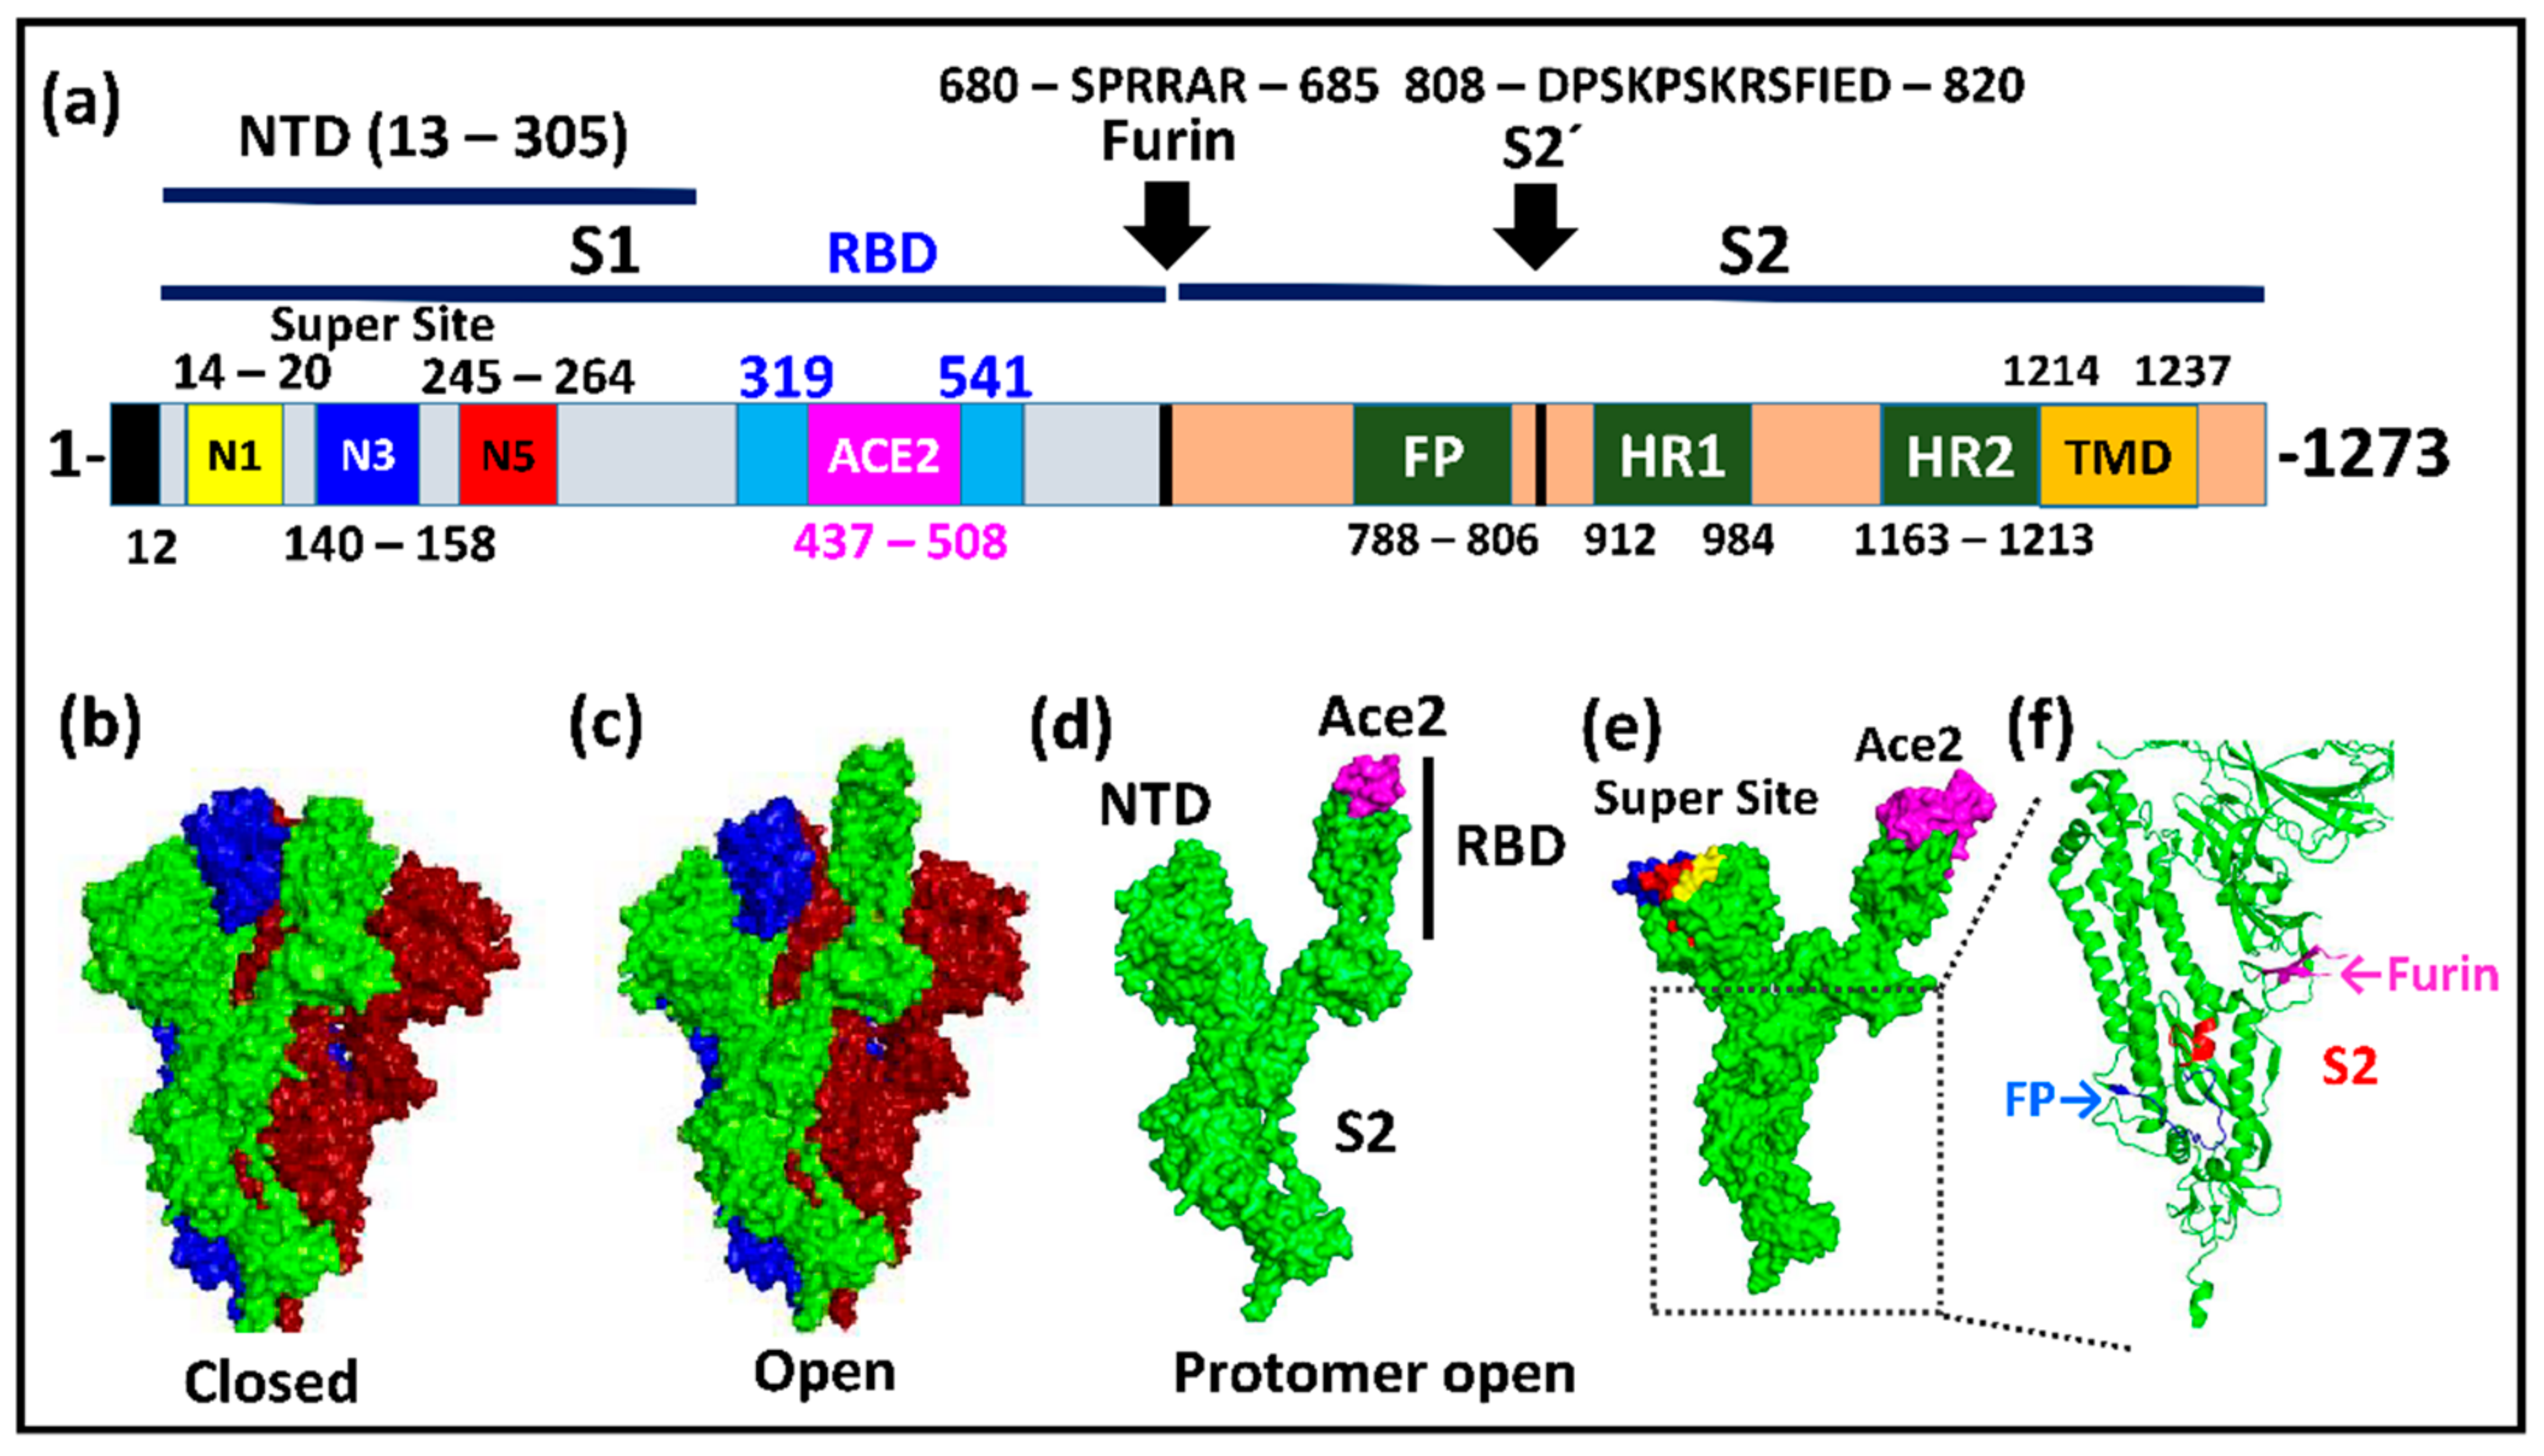 (a)
680 – SPRRAR – 685 808 – DPSKPSKRSFIED – 820
NTD (13 – 305)
Furin
S2´
S1
RBD
S2
Super Site
14 – 20
245 – 264
319
541
1214
1237
1-
N1
N3
N5
ACE2
FP
HR1
HR2
TMD
-1273
12
140 – 158
437 – 508
788 – 806
912
984
1163 – 1213
(b)
Closed
(c)
Open
(d)
Ace2
NTD
RBD
S2
Protomer open
(e)
Ace2
Super Site
(f)
←Furin
S2
FP→